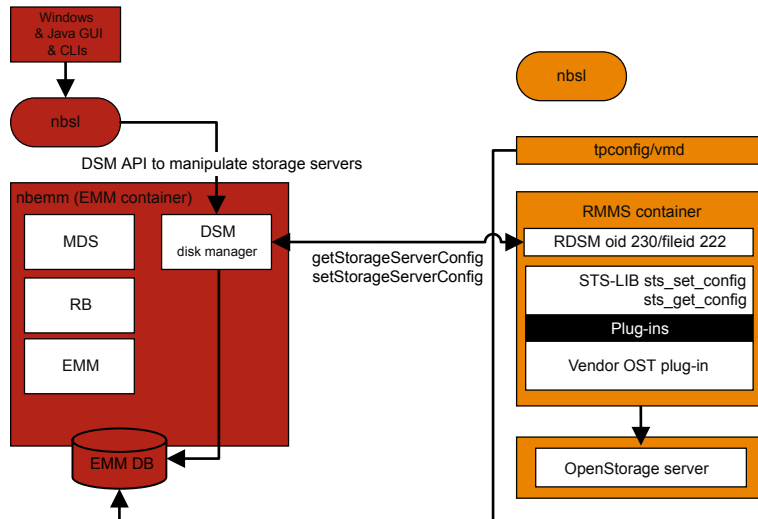 Windows
& Java GUI
& CLIs
nbsl
nbsl
DSM API to manipulate storage servers
tpconfig/vmd
nbemm (EMM container)
MDS
RB
EMM
DSM
disk manager
getStorageServerConfig
setStorageServerConfig
RMMS container
RDSM oid 230/fileid 222
STS-LIB sts_set_config
sts_get_config
Plug-ins
Vendor OST plug-in
EMM DB
OpenStorage server